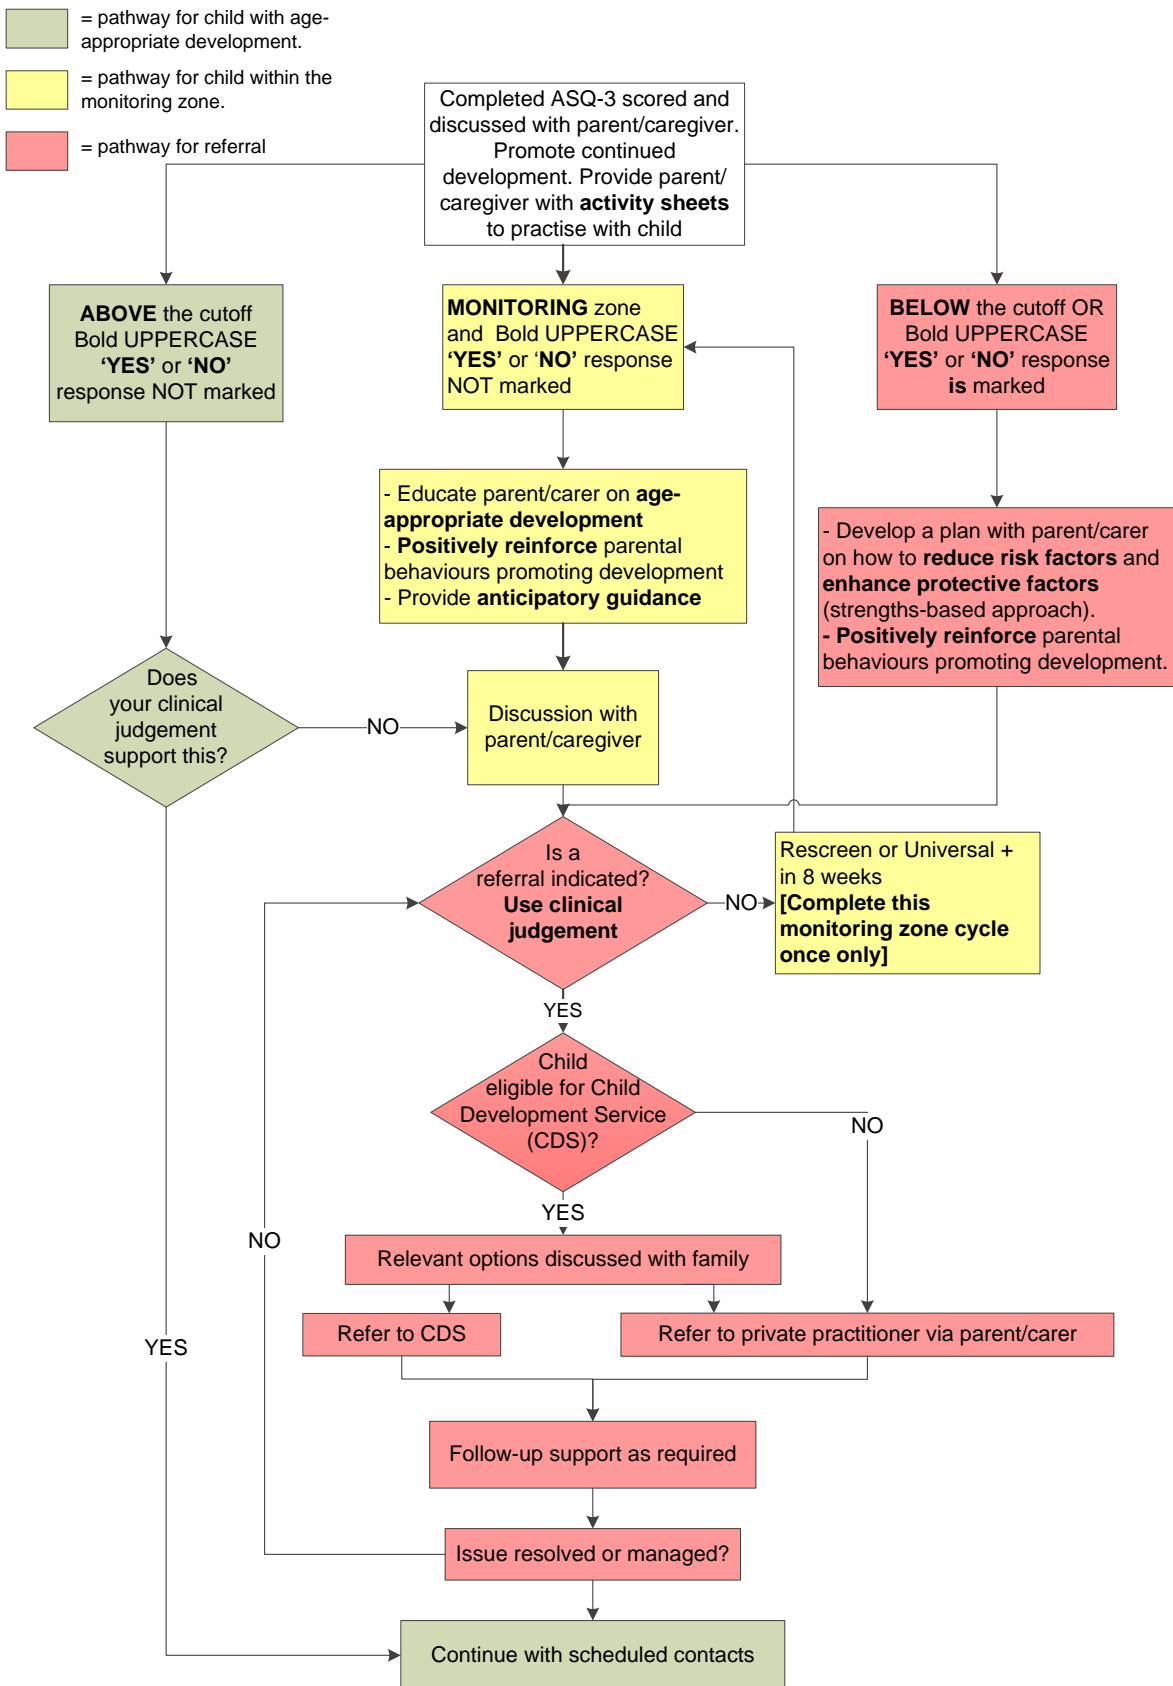 = pathway for child with age-
appropriate development.
= pathway for child within the
monitoring zone.
= pathway for referral
Completed ASQ-3 scored and
discussed with parent/caregiver.
Promote continued
development. Provide parent/
caregiver with activity sheets
to practise with child
ABOVE the cutoff
Bold UPPERCASE
‘YES’ or ‘NO’
response NOT marked
MONITORING zone
and Bold UPPERCASE
‘YES’ or ‘NO’ response
NOT marked
BELOW the cutoff OR
Bold UPPERCASE
‘YES’ or ‘NO’ response
is marked
- Educate parent/carer on age-
appropriate development
- Positively reinforce parental
behaviours promoting development
- Provide anticipatory guidance
- Develop a plan with parent/carer
on how to reduce risk factors and
enhance protective factors
(strengths-based approach).
- Positively reinforce parental
behaviours promoting development.
Does
your clinical
judgement
support this?
NO
Discussion with
parent/caregiver
Is a
referral indicated?
Use clinical
judgement
NO
Rescreen or Universal +
in 8 weeks
[Complete this
monitoring zone cycle
once only]
YES
Child
eligible for Child
Development Service
(CDS)?
NO
YES
NO
Relevant options discussed with family
Refer to CDS
Refer to private practitioner via parent/carer
YES
Follow-up support as required
Issue resolved or managed?
Continue with scheduled contacts